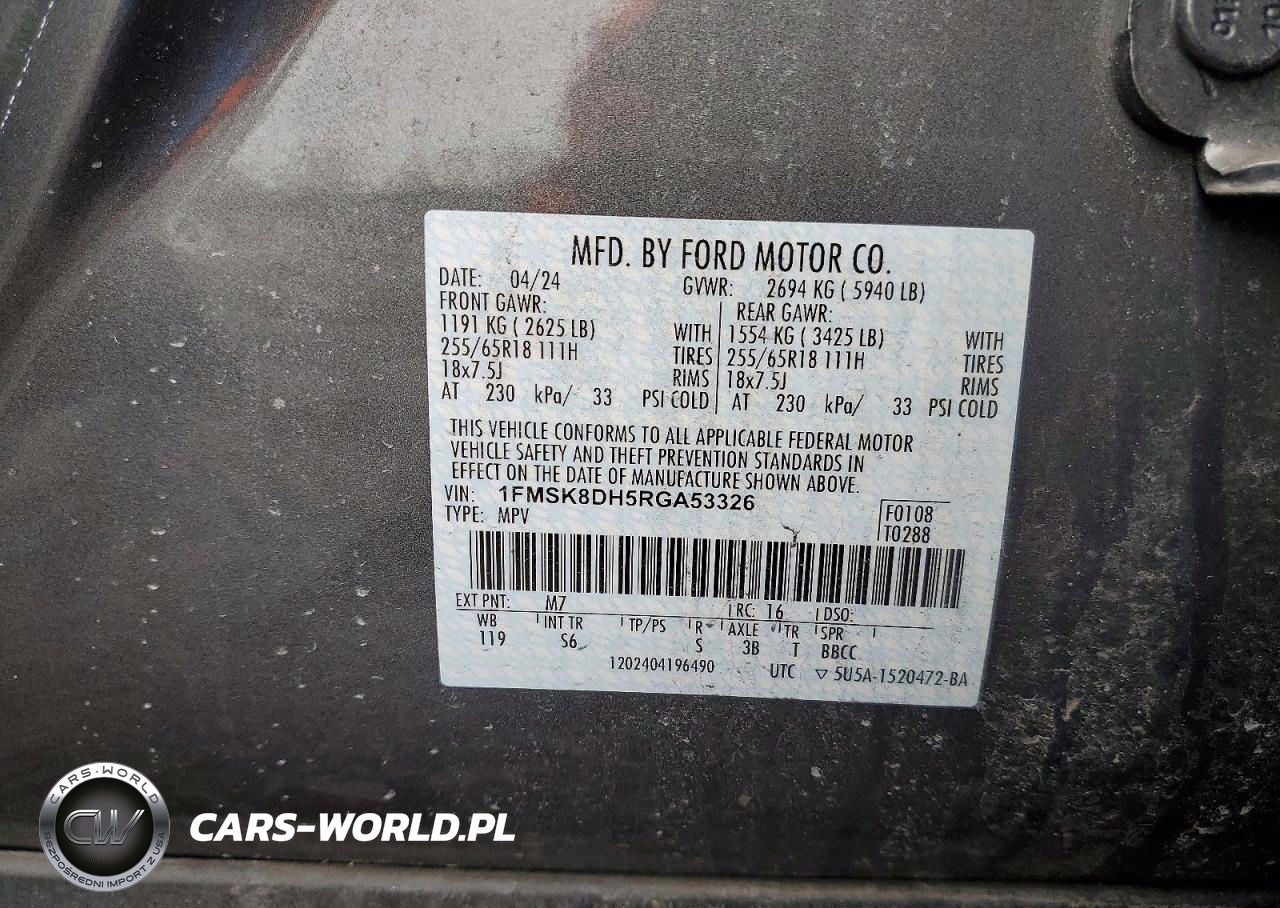 MFD. BY FORD MOTOR CO.
DATE: 04/24 GVWR: 2694 KG ( 5940 LB)
FRONT GAWR: REAR GAWR:
1191 KG ( 2625 LB) WITH 1554 KG ( 3425 LB) WITH
255/65R18 111H TIRES 255/65R18 111H TIRES
18x7.5J RIMS 18x7.5J RIMS
AT 230 kPa/ 33 PSI COLD AT 230 kPa/ 33 PSI COLD
THIS VEHICLE CONFORMS TO ALL APPLICABLE FEDERAL MOTOR
VEHICLE SAFETY AND THEFT PREVENTION STANDARDS IN
EFFECT ON THE DATE OF MANUFACTURE SHOWN ABOVE.
VIN: 1FMSK8DH5RGA53326
TYPE: MPV
F0108
T0288
EXT PNT: M7 RC: 16 DSO:
WB INT TR TP/PS R AXLE TR SPR
119 S6 S 3B T BBCC
1202404196490 UTC ▽ 5U5A-1520472-BA
CARS-WORLD
CW
BEZPOŚREDNI IMPORT Z USA
CARS-WORLD.PL